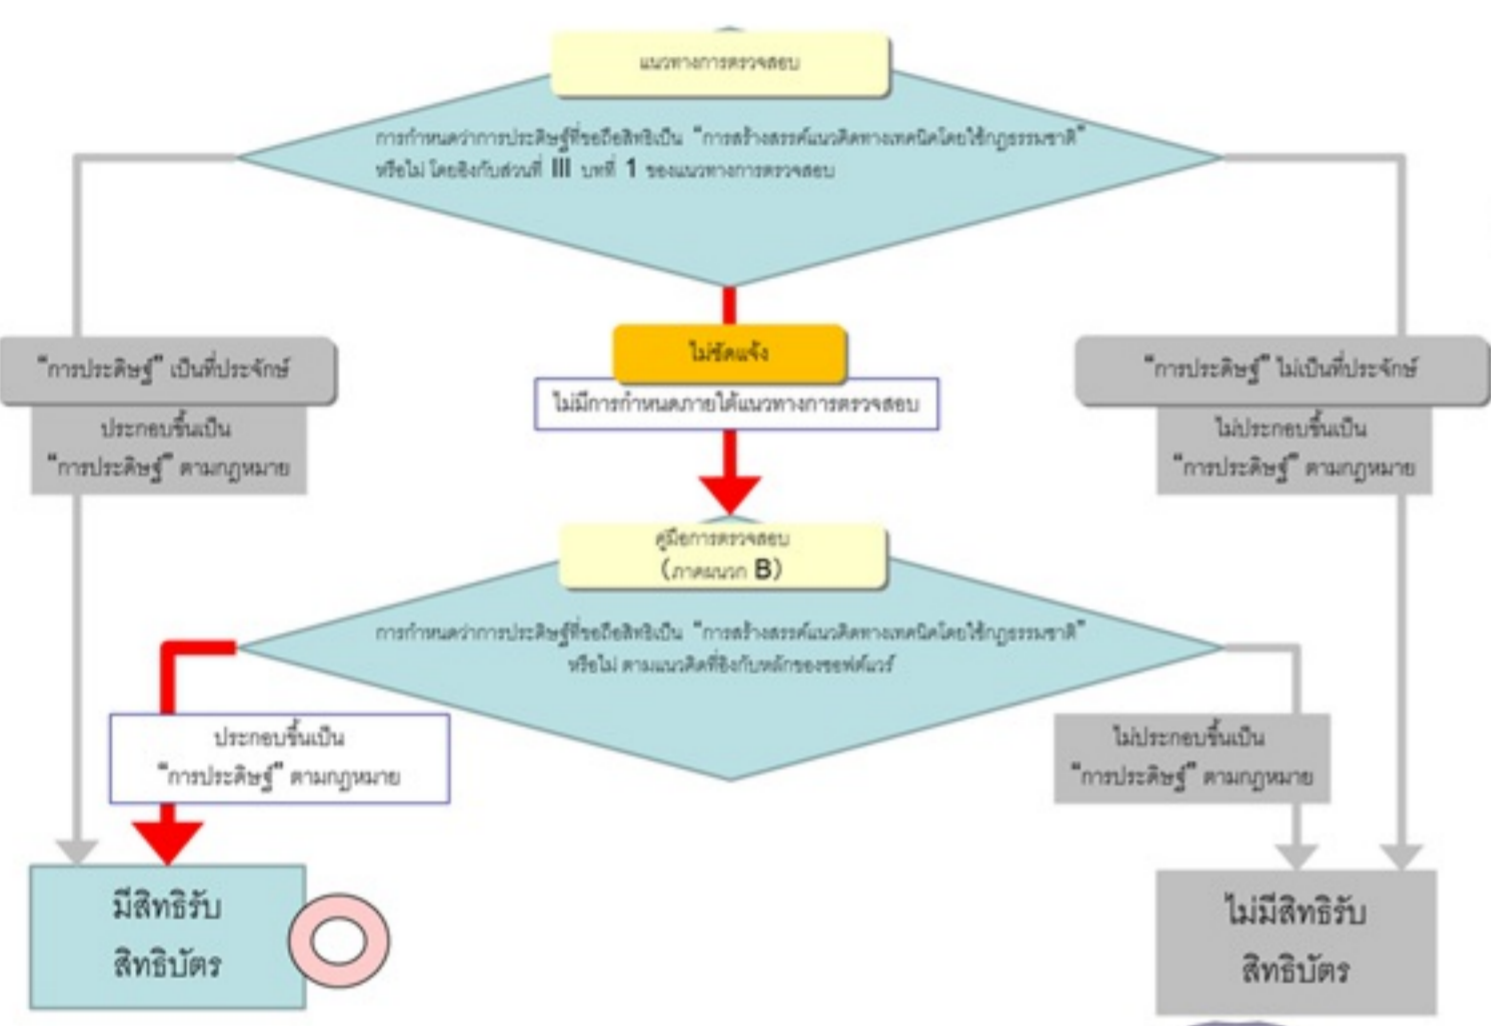 แนวทางการตรวจสอบ
การกำหนดว่าการประดิษฐ์ที่ขอถือสิทธิเป็น “การสร้างสรรค์แนวคิดทางเทคนิคโดยใช้กฎธรรมชาติ”
หรือไม่ โดยอิงกับส่วนที่ III บทที่ 1 ของแนวทางการตรวจสอบ
“การประดิษฐ์” เป็นที่ประจักษ์
ประกอบขึ้นเป็น
“การประดิษฐ์” ตามกฎหมาย
ไม่ชัดแจ้ง
ไม่มีการกำหนดภายใต้แนวทางการตรวจสอบ
“การประดิษฐ์” ไม่เป็นที่ประจักษ์
ไม่ประกอบขึ้นเป็น
“การประดิษฐ์” ตามกฎหมาย
คู่มือการตรวจสอบ
(ภาคผนวก B)
การกำหนดว่าการประดิษฐ์ที่ขอถือสิทธิเป็น “การสร้างสรรค์แนวคิดทางเทคนิคโดยใช้กฎธรรมชาติ”
หรือไม่ ตามแนวคิดที่อิงกับหลักของซอฟต์แวร์
ประกอบขึ้นเป็น
“การประดิษฐ์” ตามกฎหมาย
ไม่ประกอบขึ้นเป็น
“การประดิษฐ์” ตามกฎหมาย
มีสิทธิรับ
สิทธิบัตร
ไม่มีสิทธิรับ
สิทธิบัตร